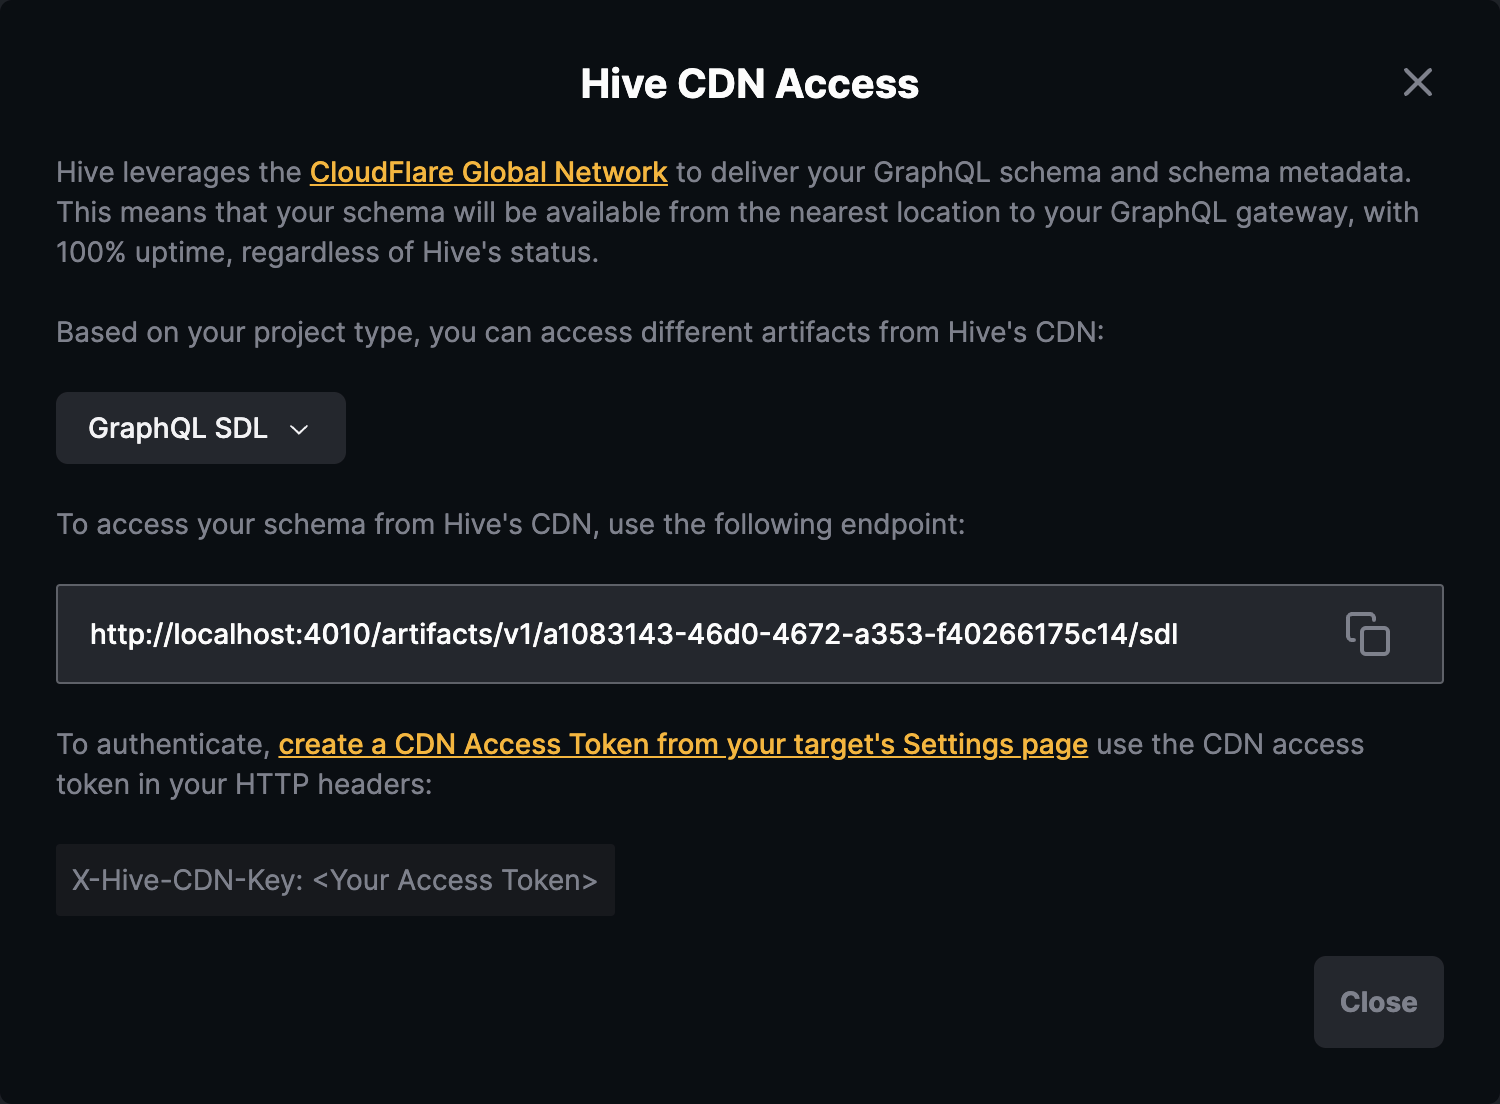 Hive CDN Access
Hive leverages the CloudFlare Global Network to deliver your GraphQL schema and schema metadata.
This means that your schema will be available from the nearest location to your GraphQL gateway, with
100% uptime, regardless of Hive's status.
Based on your project type, you can access different artifacts from Hive's CDN:
GraphQL SDL
To access your schema from Hive's CDN, use the following endpoint:
http://localhost:4010/artifacts/v1/a1083143-46d0-4672-a353-f40266175c14/sdl
To authenticate, create a CDN Access Token from your target's Settings page use the CDN access
token in your HTTP headers:
X-Hive-CDN-Key: <Your Access Token>
Close